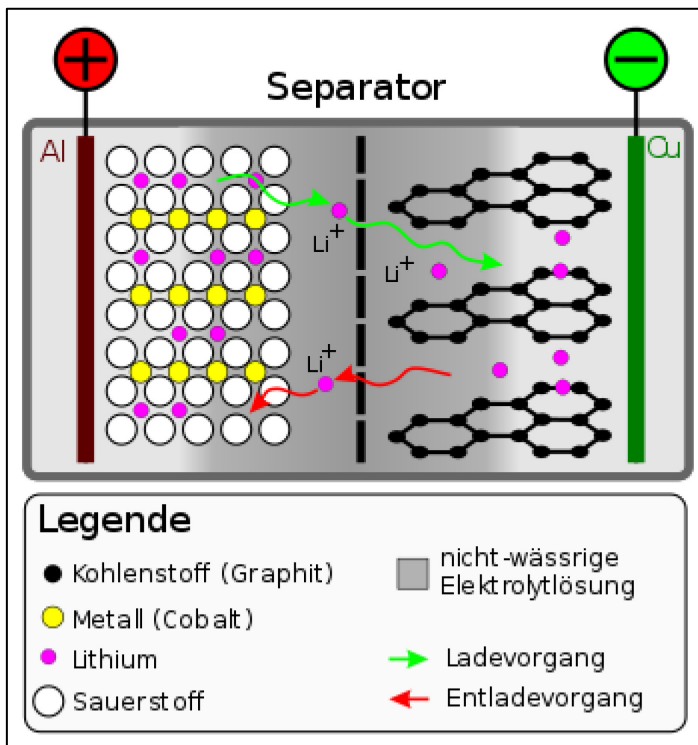 Separator
Al
Cu
Li+
Li+
Li+
Legende
Kohlenstoff (Graphit)
Metall (Cobalt)
Lithium
Sauerstoff
nicht-wässrige
Elektrolytlösung
Ladevorgang
Entladevorgang